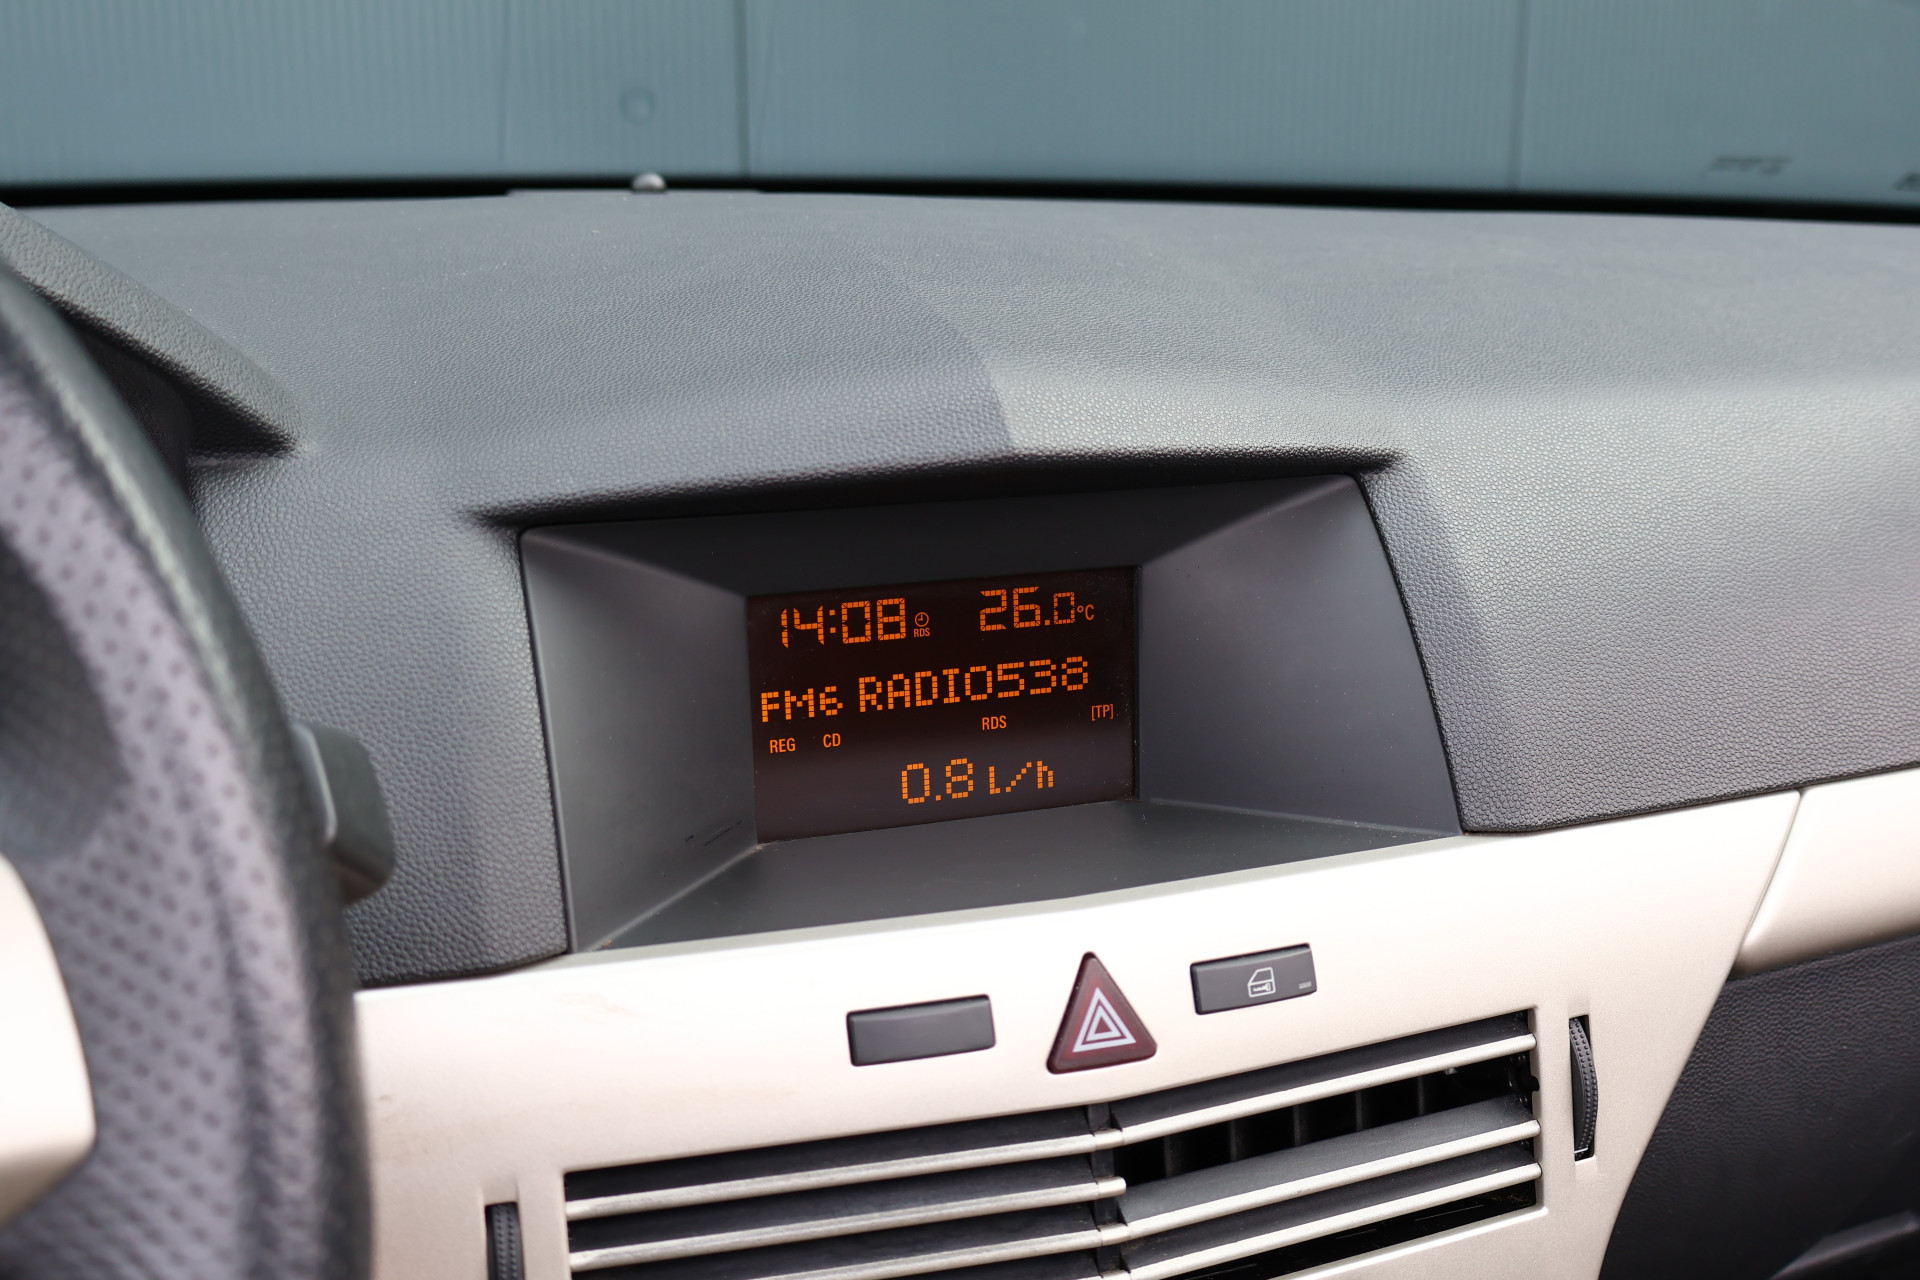 14:08 RDS 26.0°C
FM6 RADIO538
REG CD RDS [TP]
0.8 l/h